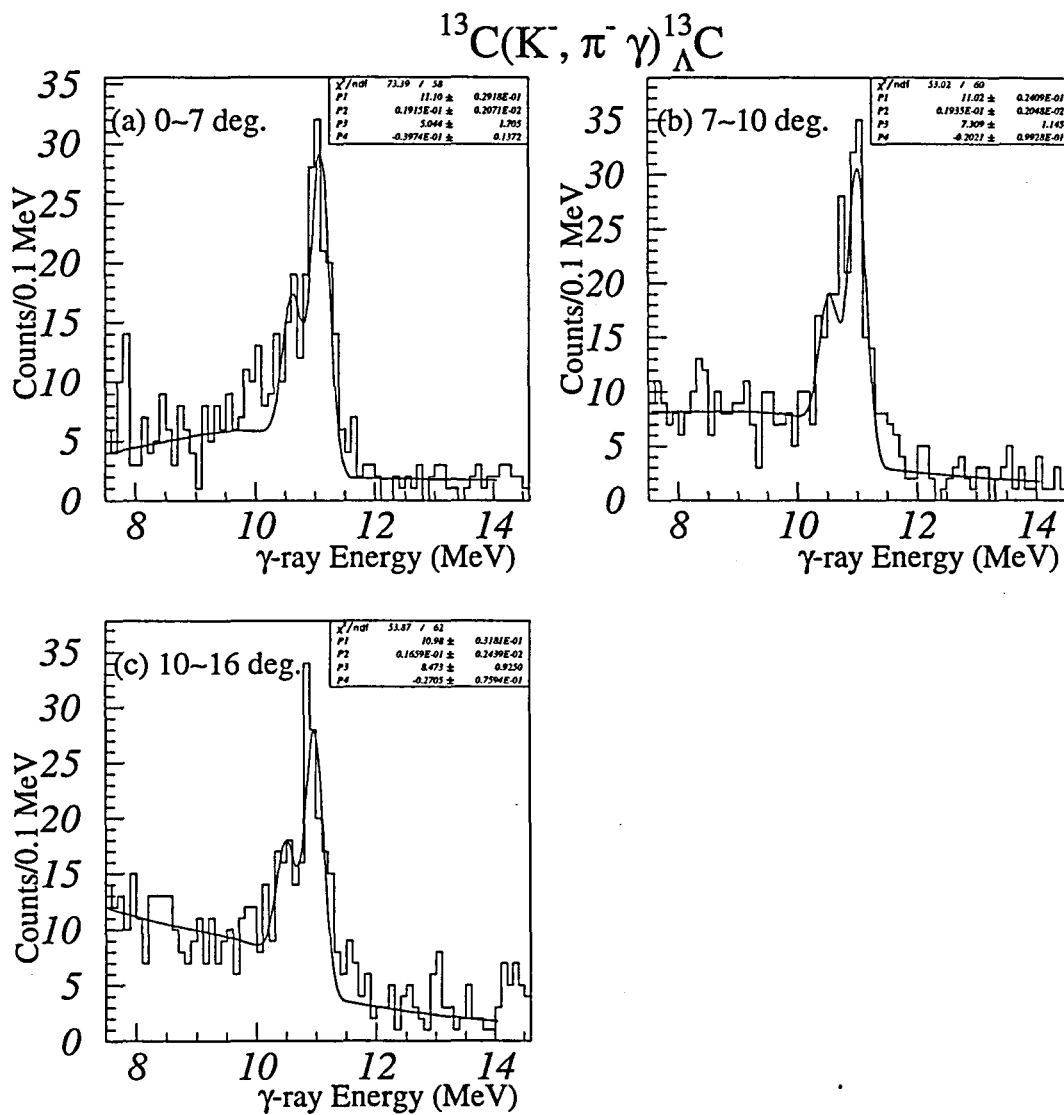 13C(K-, π- γ)13ΛC
(a) 0~7 deg.
χ2/ndf 73.39 / 58
P1 11.10 ± 0.2918E-01
P2 0.1915E-01 ± 0.2071E-02
P3 5.044 ± 1.705
P4 -0.3974E-01 ± 0.1372
Counts/0.1 MeV
35
30
25
20
15
10
5
0
8 10 12 14
γ-ray Energy (MeV)
(b) 7~10 deg.
χ2/ndf 53.02 / 60
P1 11.02 ± 0.2409E-01
P2 0.1935E-01 ± 0.2048E-02
P3 7.309 ± 1.145
P4 -0.2021 ± 0.9928E-01
Counts/0.1 MeV
35
30
25
20
15
10
5
0
8 10 12 14
γ-ray Energy (MeV)
(c) 10~16 deg.
χ2/ndf 53.87 / 62
P1 10.98 ± 0.3181E-01
P2 0.1659E-01 ± 0.2439E-02
P3 8.473 ± 0.9250
P4 -0.2705 ± 0.7594E-01
Counts/0.1 MeV
35
30
25
20
15
10
5
0
8 10 12 14
γ-ray Energy (MeV)